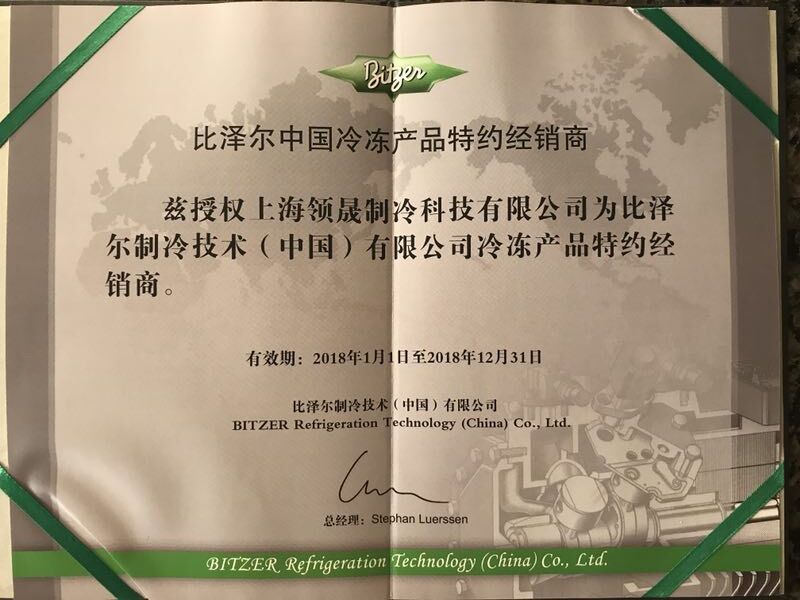 Bitzer
比泽尔中国冷冻产品特约经销商
兹授权上海领晟制冷科技有限公司为比泽
尔制冷技术（中国）有限公司冷冻产品特约经
销商。
有效期：2018年1月1日至2018年12月31日
比泽尔制冷技术（中国）有限公司
BITZER Refrigeration Technology (China) Co., Ltd.
总经理：Stephan Luerssen
BITZER Refrigeration Technology (China) Co., Ltd.